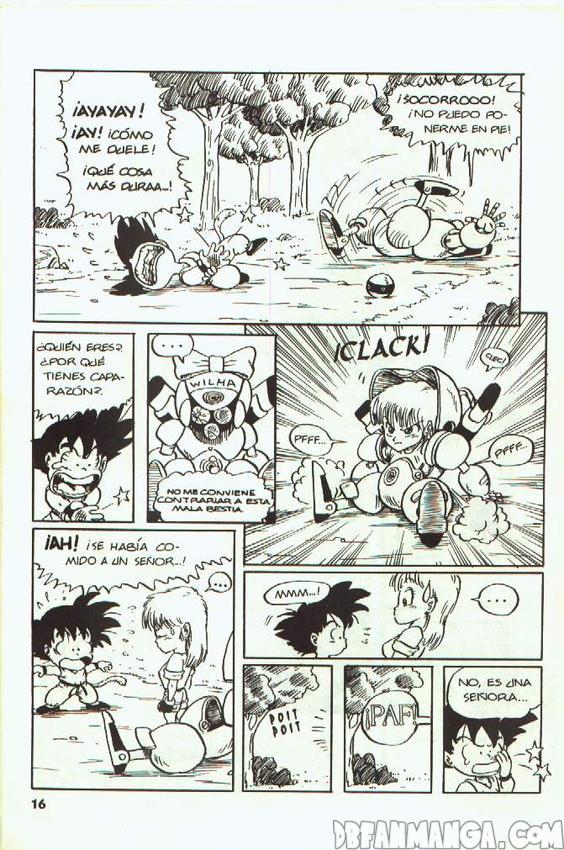 ¡AYAYAY!
¡AY! ¡CÓMO
ME DUELE!
¡QUÉ COSA
MÁS DURAA...!
¡SOCORROOO!
¡NO PUEDO PO-
NERME EN PIE!
¿QUIÉN ERES?
¿POR QUÉ
TIENES CAPA-
RAZÓN?
...
WILMA
NO ME CONVIENE
CONTRARIAR A ESTA
MALA BESTIA
¡CLACK!
CLEC!
PFFF...
PFFF...
¡AH! ¡SE HABÍA CO-
MIDO A UN SEÑOR...!
...
MMM...!
...
POIT
POIT
¡PAF!
NO, ES UNA
SEÑORA...
16
DBFANMANGA.COM